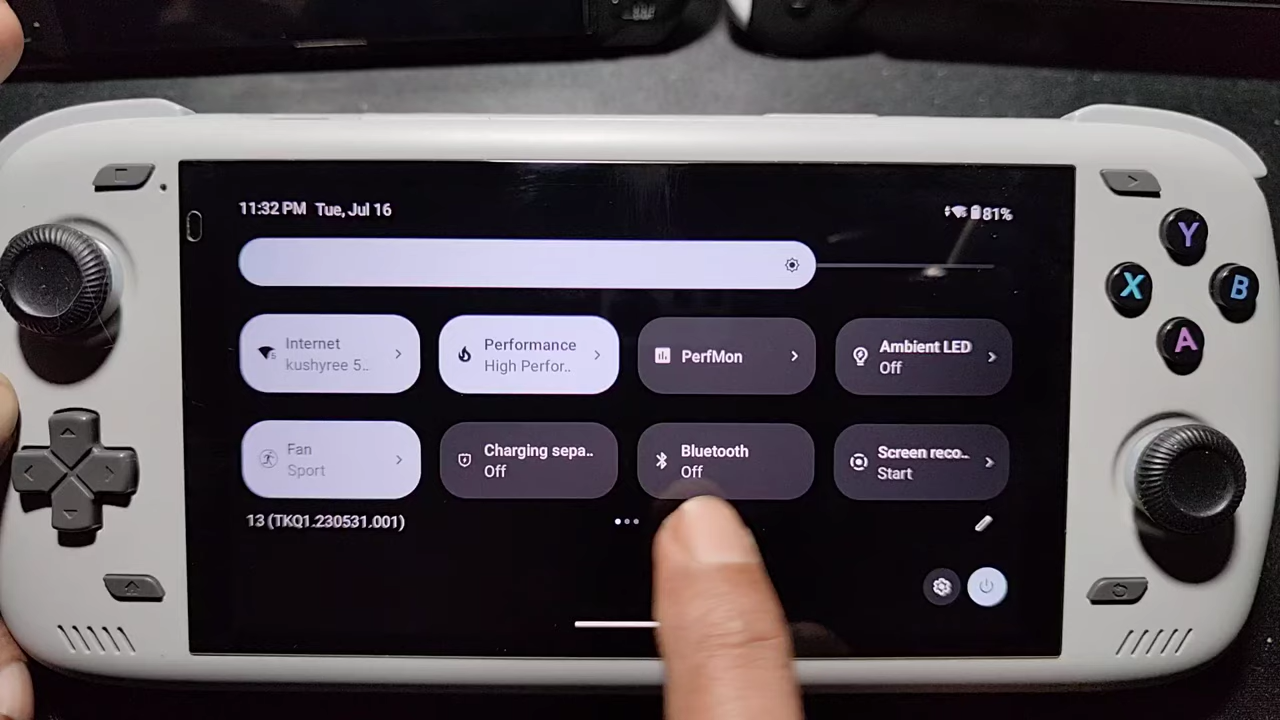 11:32 PM Tue, Jul 16
81%
Internet
kushyree 5..
Performance
High Perfor..
PerfMon
Ambient LED
Off
Fan
Sport
Charging sepa..
Off
Bluetooth
Off
Screen reco..
Start
13 (TKQ1.230531.001)
Y
X
B
A